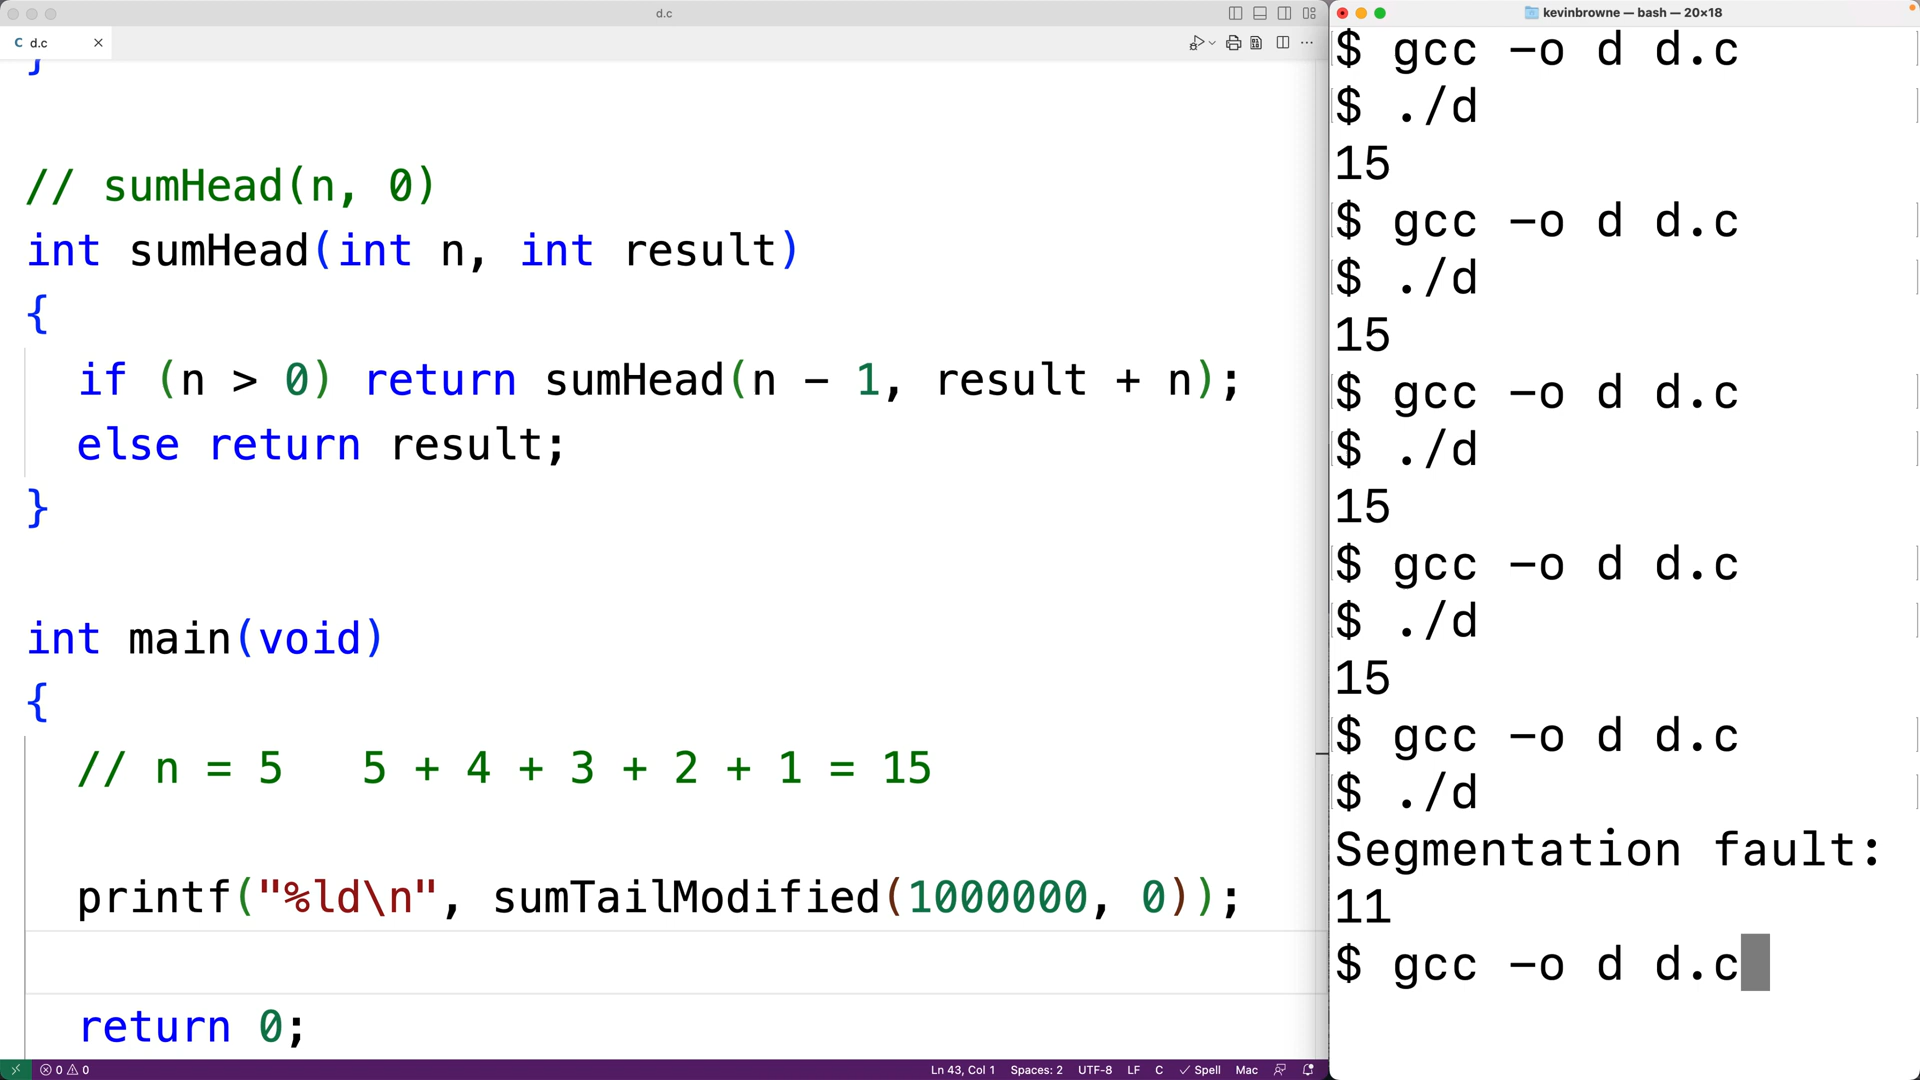 d.c
C d.c
}
// sumHead(n, 0)
int sumHead(int n, int result)
{
if (n > 0) return sumHead(n - 1, result + n);
else return result;
}
int main(void)
{
// n = 5   5 + 4 + 3 + 2 + 1 = 15
printf("%ld\n", sumTailModified(1000000, 0));
return 0;
0 0
Ln 43, Col 1
Spaces: 2
UTF-8
LF
C
Spell
Mac
kevinbrowne — bash — 20×18
$ gcc -o d d.c
$ ./d
15
$ gcc -o d d.c
$ ./d
15
$ gcc -o d d.c
$ ./d
15
$ gcc -o d d.c
$ ./d
15
$ gcc -o d d.c
$ ./d
Segmentation fault:
11
$ gcc -o d d.c